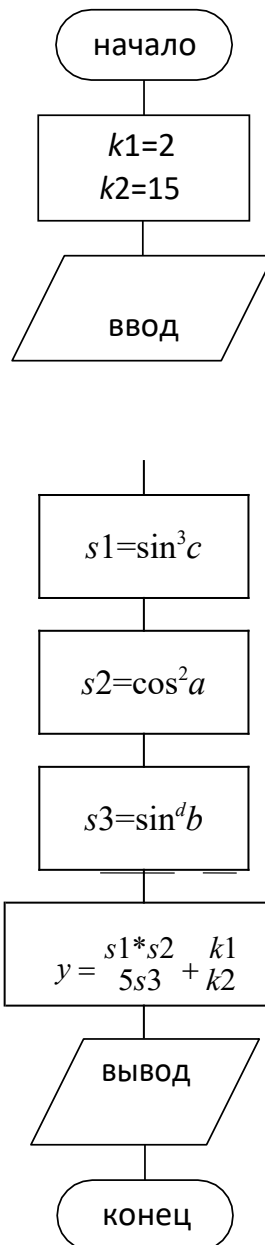 начало
k1=2
k2=15
ввод
s1=sin³c
s2=cos²a
s3=sinᵈb
y = s1*s2/5s3 + k1/k2
вывод
конец